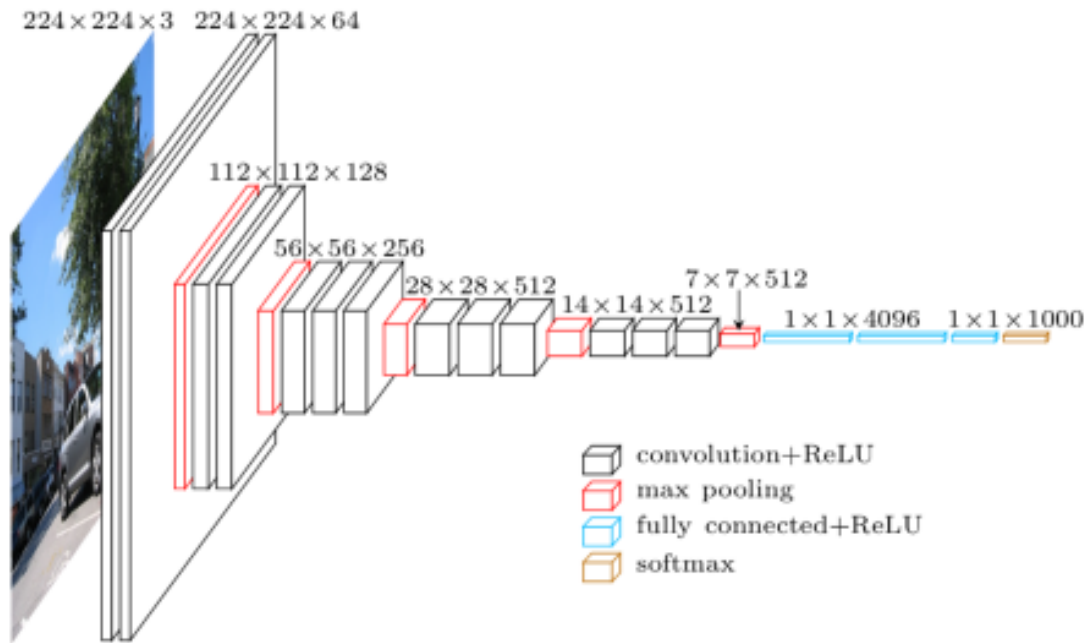 224×224×3
224×224×64
112×112×128
56×56×256
28×28×512
14×14×512
7×7×512
1×1×4096
1×1×1000
convolution+ReLU
max pooling
fully connected+ReLU
softmax